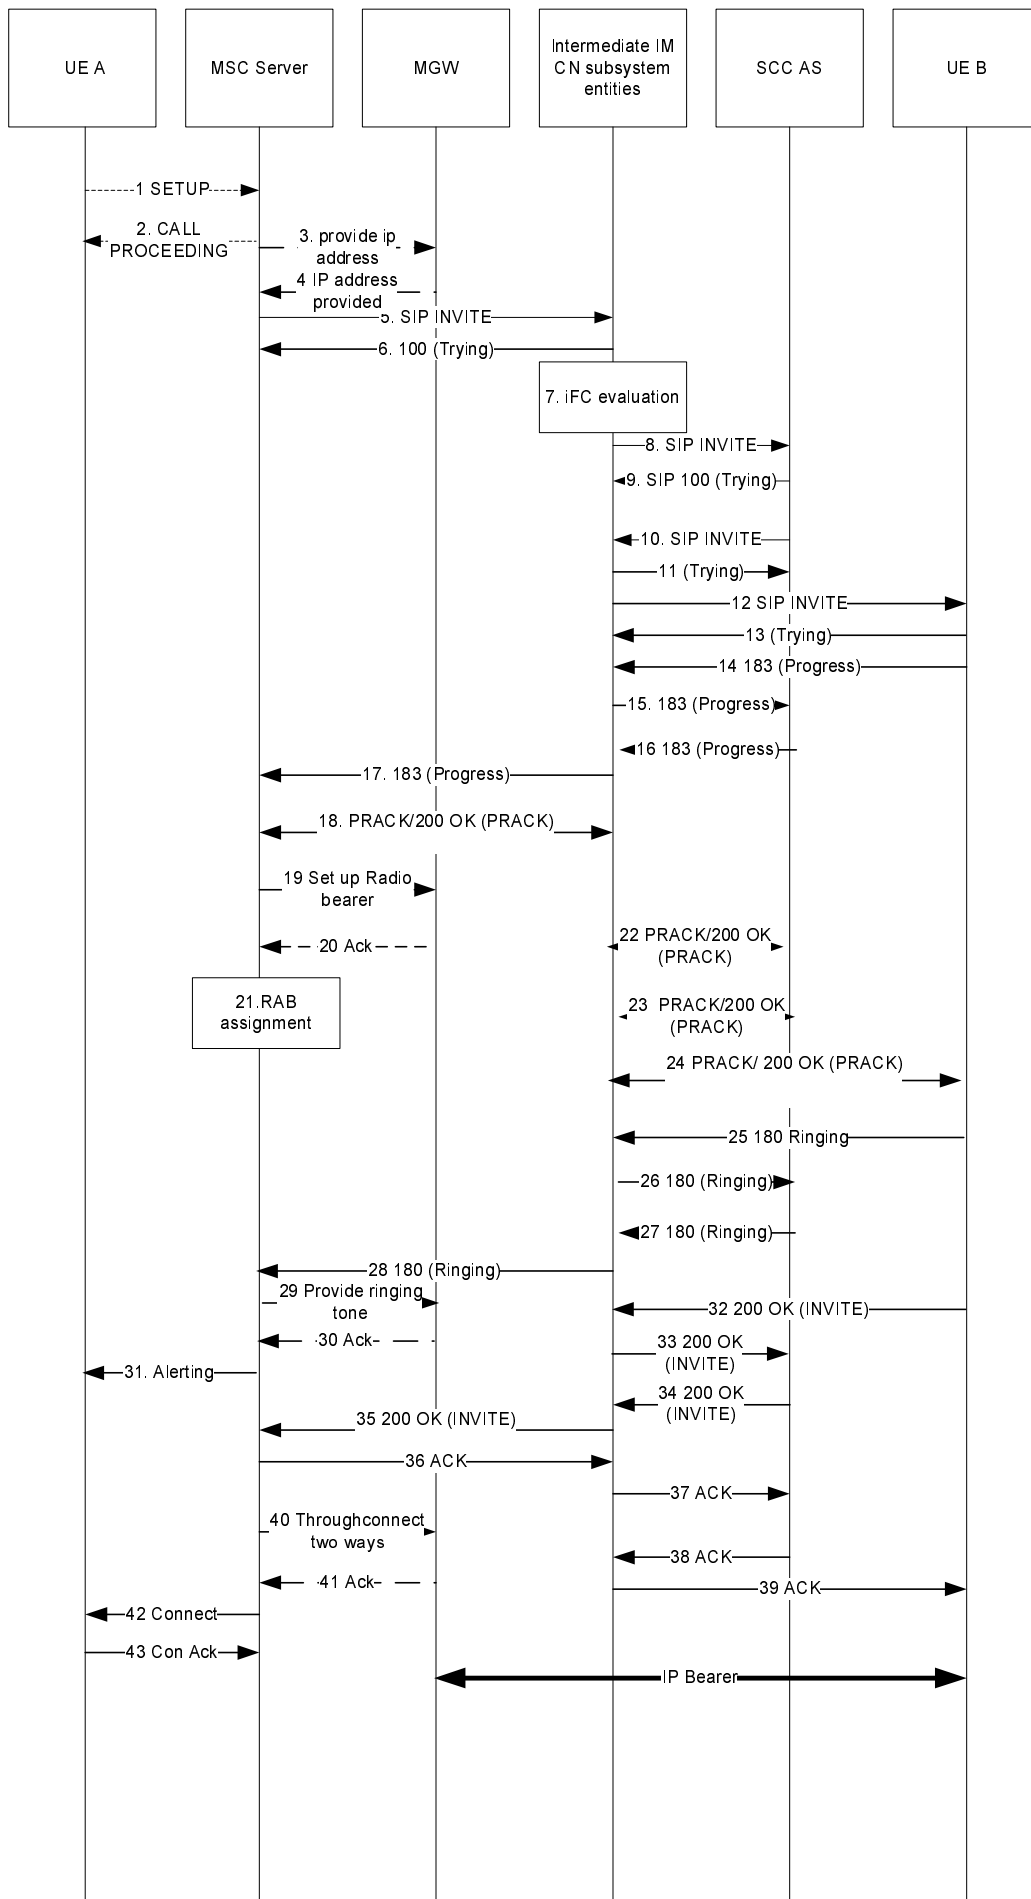 UE A
MSC Server
MGW
Intermediate IM
CN subsystem
entities
SCC AS
UE B
1 SETUP
2. CALL
PROCEEDING
3. provide ip
address
4 IP address
provided
5. SIP INVITE
6. 100 (Trying)
7. iFC evaluation
8. SIP INVITE
9. SIP 100 (Trying)
10. SIP INVITE
11 (Trying)
12 SIP INVITE
13 (Trying)
14 183 (Progress)
15. 183 (Progress)
16 183 (Progress)
17. 183 (Progress)
18. PRACK/200 OK (PRACK)
19 Set up Radio
bearer
20 Ack
22 PRACK/200 OK
(PRACK)
21.RAB
assignment
23 PRACK/200 OK
(PRACK)
24 PRACK/ 200 OK (PRACK)
25 180 Ringing
26 180 (Ringing)
27 180 (Ringing)
28 180 (Ringing)
29 Provide ringing
tone
32 200 OK (INVITE)
30 Ack
33 200 OK
(INVITE)
31. Alerting
34 200 OK
(INVITE)
35 200 OK (INVITE)
36 ACK
37 ACK
40 Throughconnect
two ways
38 ACK
41 Ack
39 ACK
42 Connect
43 Con Ack
IP Bearer